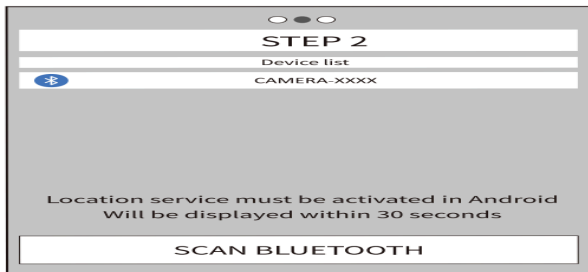 STEP 2
Device list
CAMERA-XXXX
Location service must be activated in Android
Will be displayed within 30 seconds
SCAN BLUETOOTH